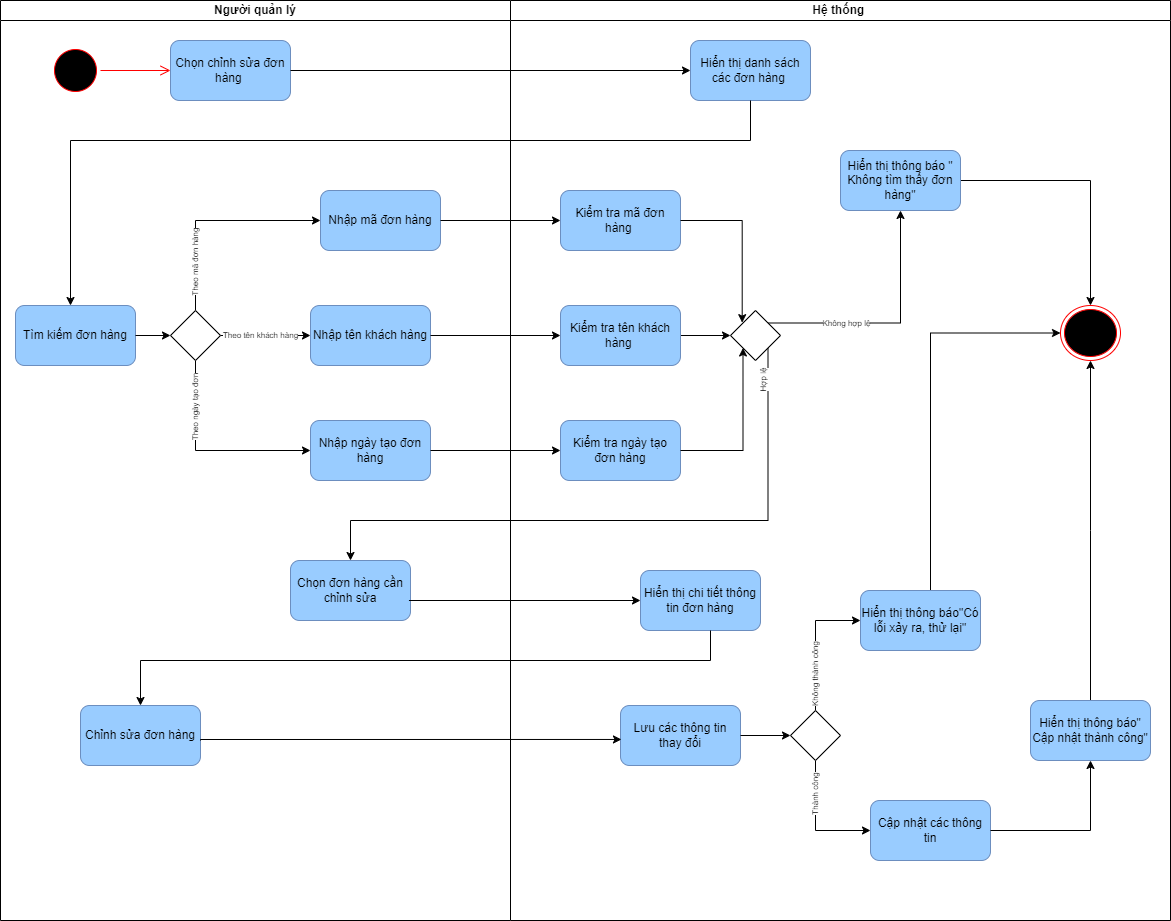 Người quản lý
Hệ thống
Chọn chỉnh sửa đơn
hàng
Hiển thị danh sách
các đơn hàng
Hiển thị thông báo "
Không tìm thấy đơn
hàng"
Nhập mã đơn hàng
Kiểm tra mã đơn
hàng
Theo mã đơn hàng
Tìm kiếm đơn hàng
Theo tên khách hàng
Nhập tên khách hàng
Kiểm tra tên khách
hàng
Không hợp lệ
Hợp lệ
Theo ngày tạo đơn
Nhập ngày tạo đơn
hàng
Kiểm tra ngày tạo
đơn hàng
Chọn đơn hàng cần
chỉnh sửa
Hiển thị chi tiết thông
tin đơn hàng
Hiển thị thông báo"Có
lỗi xảy ra, thử lại"
Không thành công
Chỉnh sửa đơn hàng
Lưu các thông tin
thay đổi
Hiển thị thông báo"
Cập nhật thành công"
Thành công
Cập nhật các thông
tin